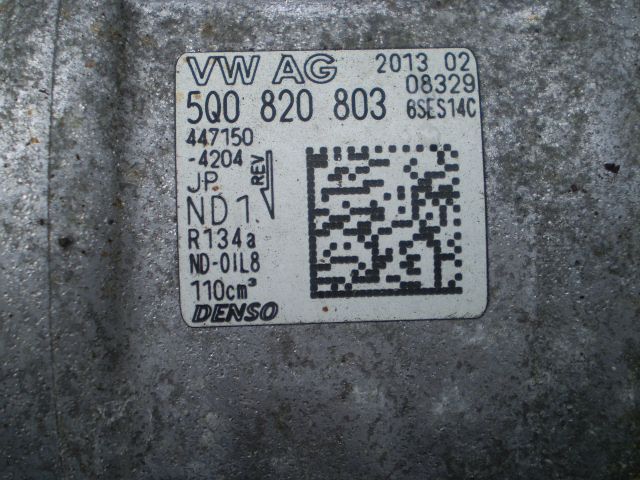 VW AG 2013 02
08329
5Q0 820 803 6SES14C
447150
-4204
JP
REV
ND1
R134a
ND-OIL8
110cm³
DENSO